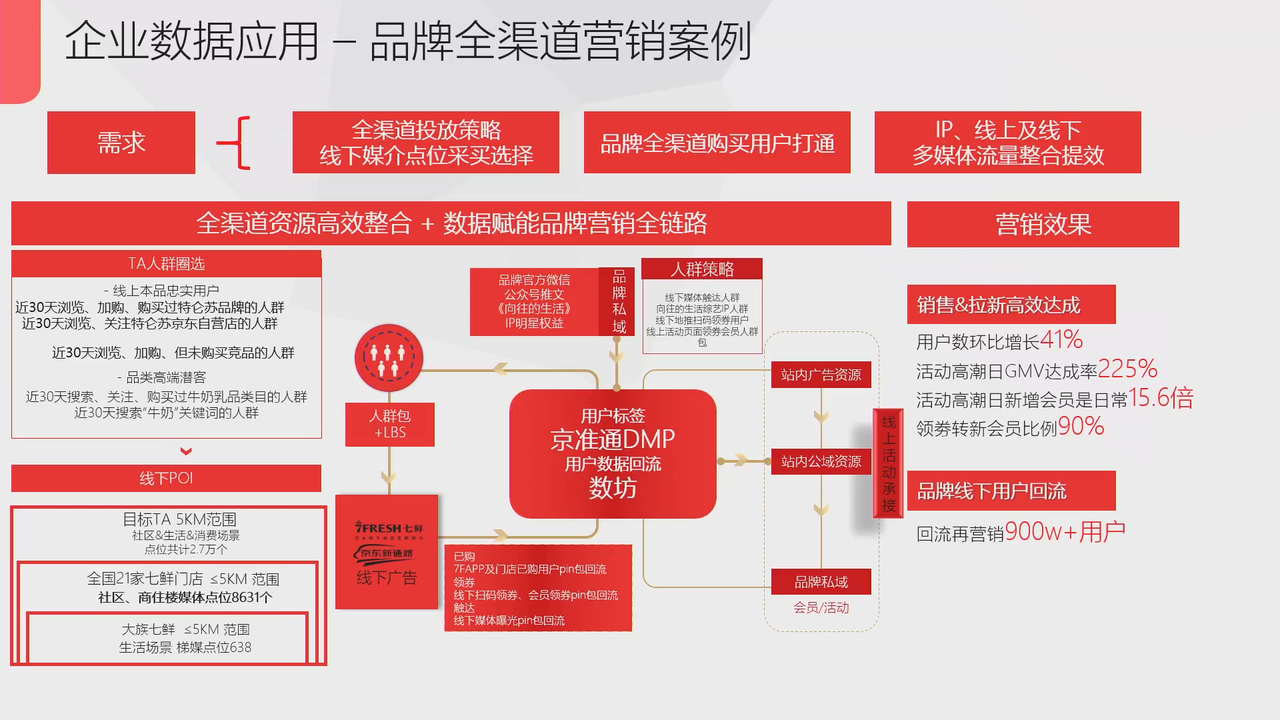 企业数据应用 – 品牌全渠道营销案例
需求
全渠道投放策略
线下媒介点位采买选择
品牌全渠道购买用户打通
IP、线上及线下
多媒体流量整合提效
全渠道资源高效整合 + 数据赋能品牌营销全链路
营销效果
TA人群圈选
- 线上本品忠实用户
近30天浏览、加购、购买过特仑苏品牌的人群
近30天浏览、关注特仑苏京东自营店的人群
近30天浏览、加购、但未购买竞品的人群
- 品类高端潜客
近30天搜索、关注、购买过牛奶乳品类目的人群
近30天搜索“牛奶”关键词的人群
线下POI
目标TA 5KM范围
社区&生活&消费场景
点位共计2.7万个
全国21家七鲜门店 ≤5KM 范围
社区、商住楼媒体点位8631个
大族七鲜 ≤5KM 范围
生活场景 梯媒点位638
人群包
+LBS
7FRESH 七鲜
京东新通路
线下广告
品牌官方微信
公众号推文
《向往的生活》
IP明星权益
品牌私域
人群策略
线下媒体触达人群
向往的生活综艺IP人群
线下地推扫码领券用户
线上活动页面领券会员人群
包
用户标签
京准通DMP
用户数据回流
数坊
已购
7FAPP及门店已购用户pin包回流
领券
线下扫码领券、会员领券pin包回流
触达
线下媒体曝光pin包回流
站内广告资源
站内公域资源
品牌私域
会员/活动
线上活动承接
销售&拉新高效达成
用户数环比增长41%
活动高潮日GMV达成率225%
活动高潮日新增会员是日常15.6倍
领券转新会员比例90%
品牌线下用户回流
回流再营销900w+用户